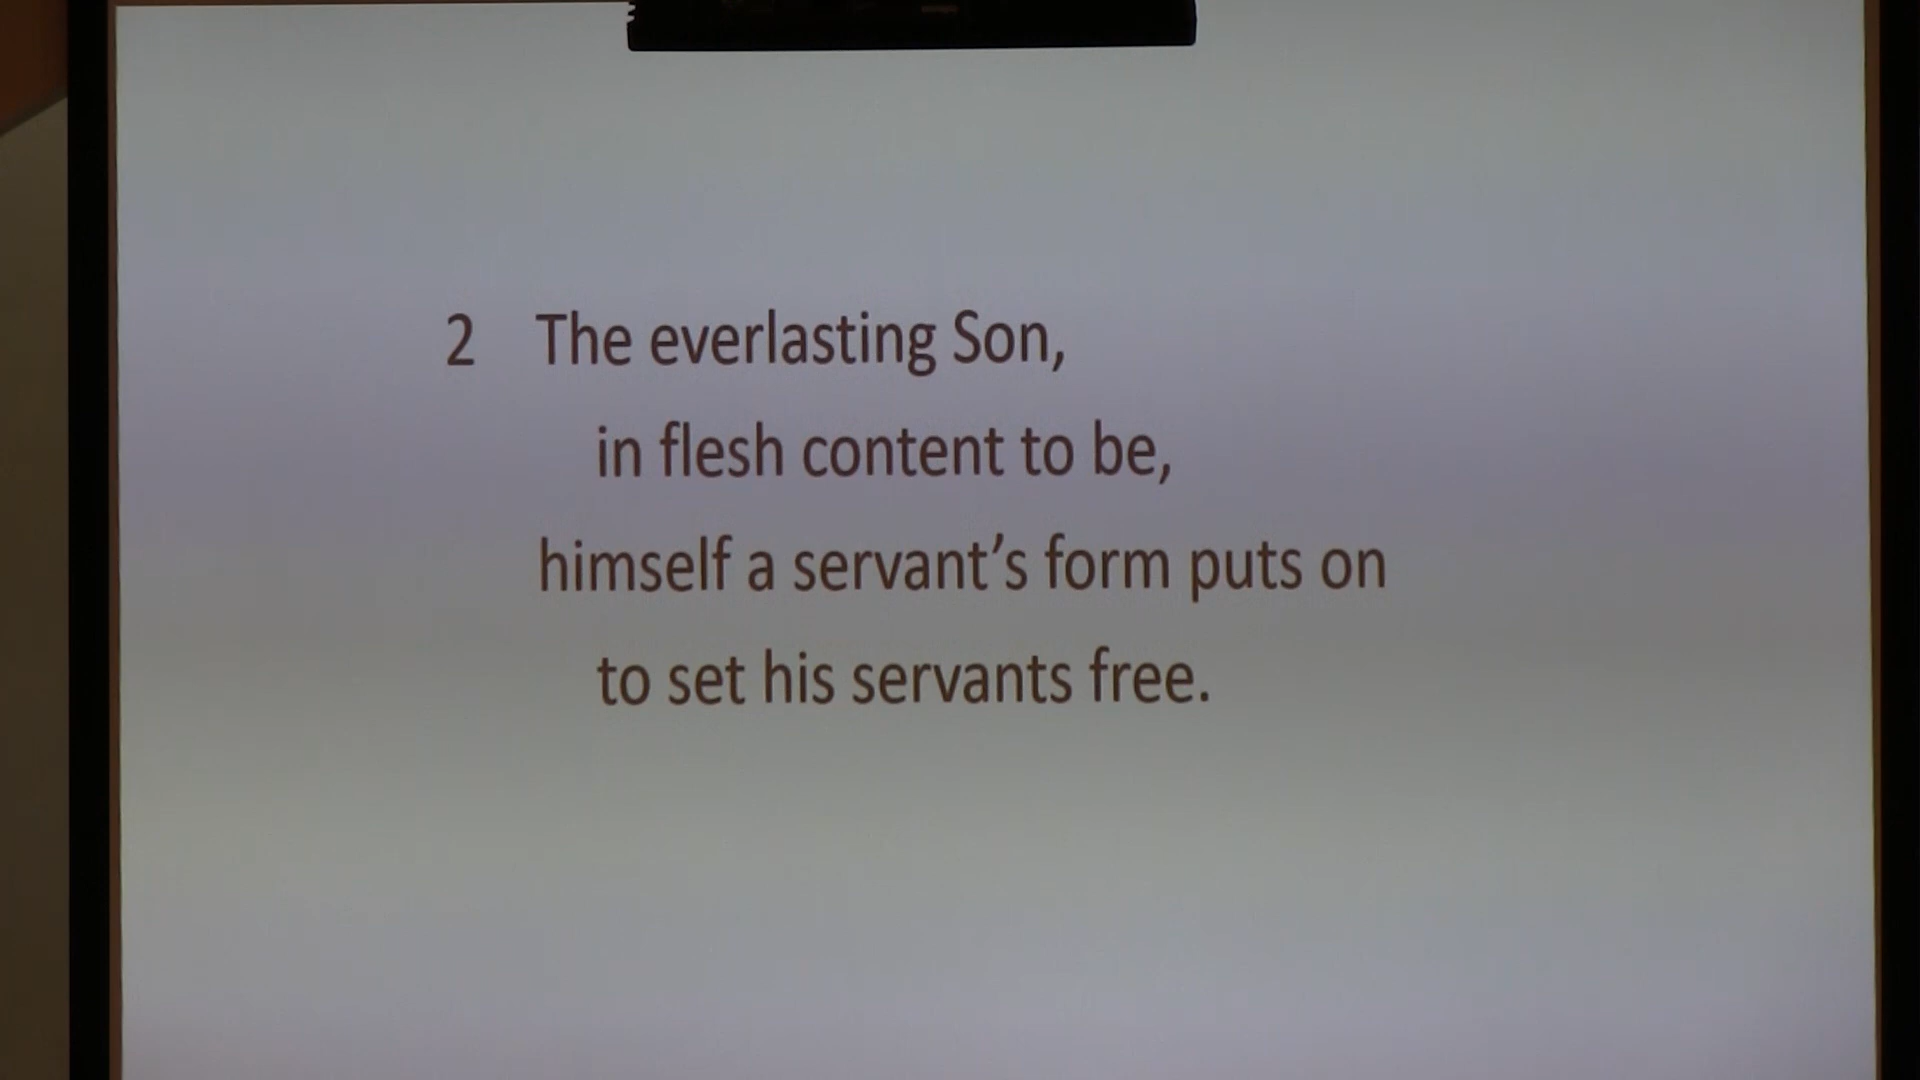 2 The everlasting Son,
in flesh content to be,
himself a servant’s form puts on
to set his servants free.